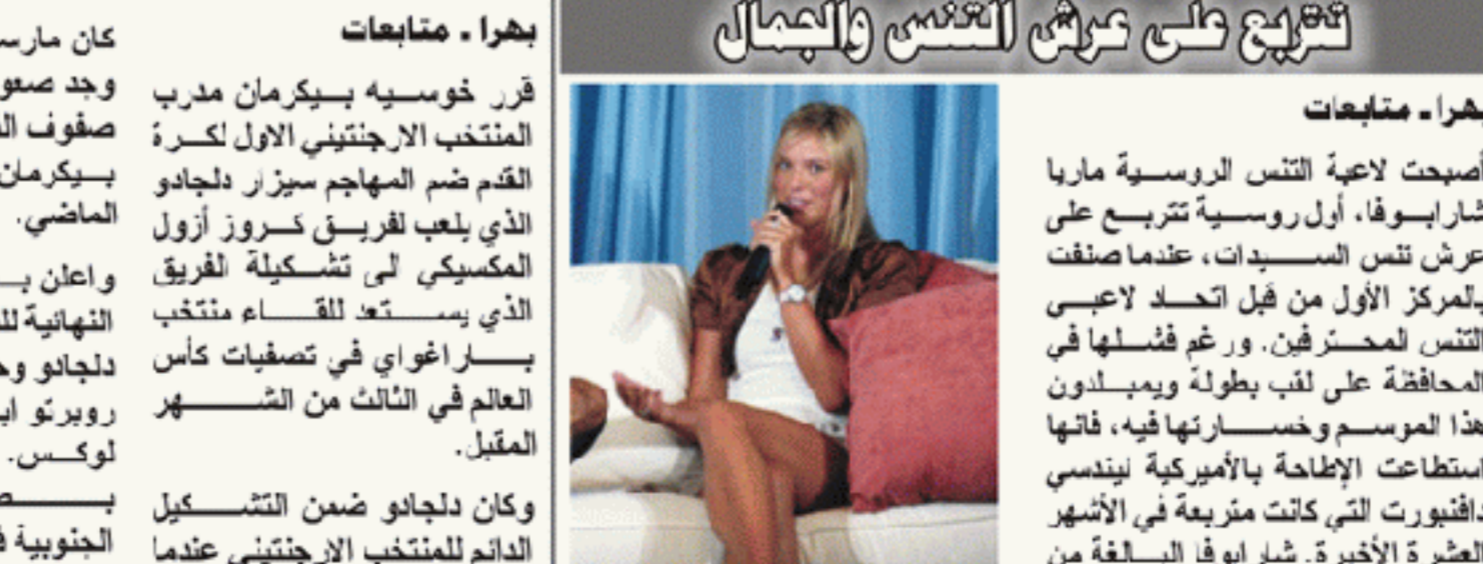 تتربع على عرش التنس والجمال
بهرا ـ متابعات
أصبحت لاعبة التنس الروسية ماريا
شارابوفا، أول روسية تتربع على
عرش تنس السيدات، عندما صنفت
بالمركز الأول من قبل اتحاد لاعبي
التنس المحترفين. ورغم فشلها في
المحافظة على لقب بطولة ويمبلدون
هذا الموسم وخسارتها فيه، فانها
استطاعت الإطاحة بالأميركية ليندسي
دافنبورت التي كانت متربعة في الأشهر
العشرة الأخيرة. شارابوفا البالغة من
بهرا ـ متابعات
قرر خوسيه بيكرمان مدرب
المنتخب الارجنتيني الاول لكرة
القدم ضم المهاجم سيزار دلجادو
الذي يلعب لفريق كروز أزول
المكسيكي الى تشكيلة الفريق
الذي يستعد للقاء منتخب
باراغواي في تصفيات كأس
العالم في الثالث من الشهر
المقبل.
وكان دلجادو ضمن التشكيل
الدائم للمنتخب الارجنتيني عندما
كان
وجد
صفوف
بيكرمان
الماضي.
واعلن
النهائية
دلجادو
روبرتو
لوكس.
الجنوبية